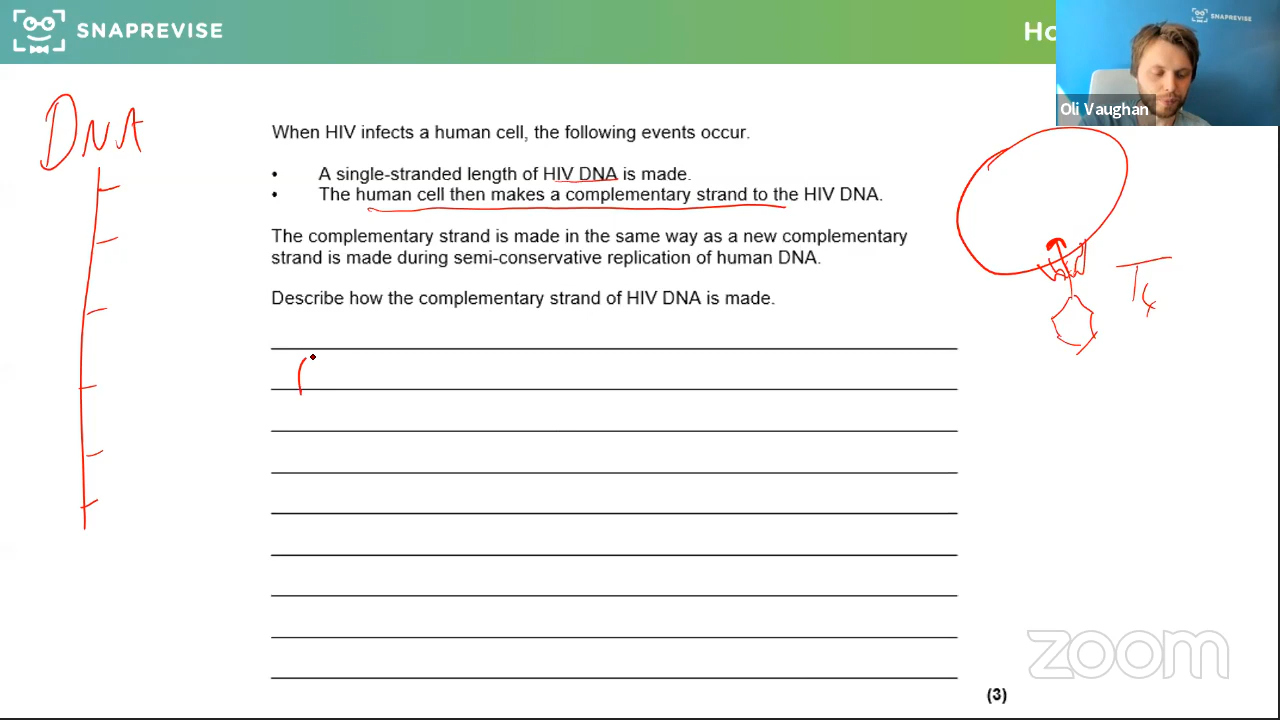 SNAPREVISE
Ho
SNAPREVISE
Oli Vaughan
DNA
When HIV infects a human cell, the following events occur.
• A single-stranded length of HIV DNA is made.
• The human cell then makes a complementary strand to the HIV DNA.
The complementary strand is made in the same way as a new complementary
strand is made during semi-conservative replication of human DNA.
Describe how the complementary strand of HIV DNA is made.
T4
(3)
zoom